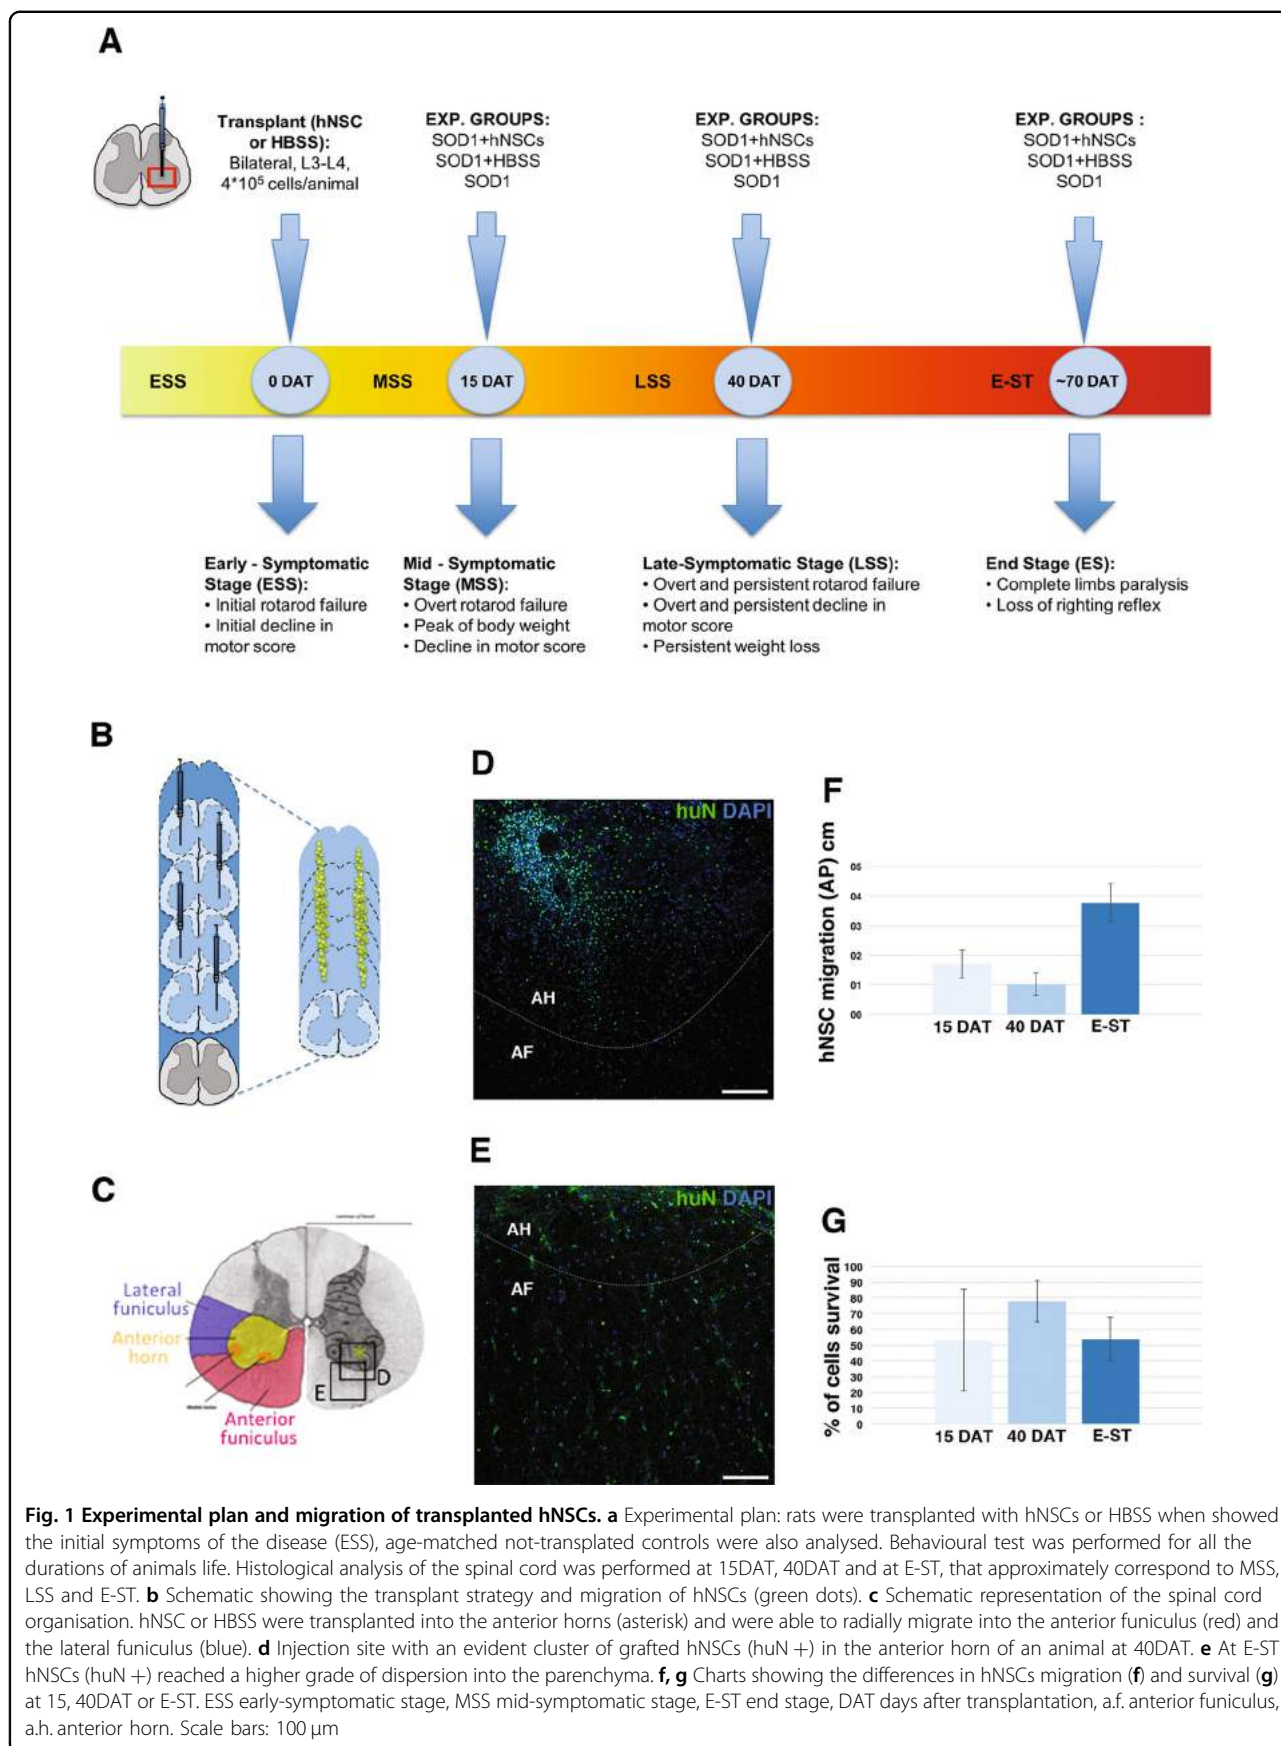 A
Transplant (hNSC
or HBSS):
Bilateral, L3-L4,
4*10⁵ cells/animal
EXP. GROUPS:
SOD1+hNSCs
SOD1+HBSS
SOD1
EXP. GROUPS:
SOD1+hNSCs
SOD1+HBSS
SOD1
EXP. GROUPS :
SOD1+hNSCs
SOD1+HBSS
SOD1
ESS 0 DAT MSS 15 DAT LSS 40 DAT E-ST ~70 DAT
Early - Symptomatic
Stage (ESS):
• Initial rotarod failure
• Initial decline in
motor score
Mid - Symptomatic
Stage (MSS):
• Overt rotarod failure
• Peak of body weight
• Decline in motor score
Late-Symptomatic Stage (LSS):
• Overt and persistent rotarod failure
• Overt and persistent decline in
motor score
• Persistent weight loss
End Stage (ES):
• Complete limbs paralysis
• Loss of righting reflex
B
C
Lateral
funiculus
Anterior
horn
Anterior
funiculus
*
D
E
D
huN DAPI
AH
AF
E
huN DAPI
AH
AF
F
hNSC migration (AP) cm
05
04
03
02
01
00
15 DAT 40 DAT E-ST
G
% of cells survival
100
90
80
70
60
50
40
30
20
10
0
15 DAT 40 DAT E-ST
Fig. 1 Experimental plan and migration of transplanted hNSCs. a Experimental plan: rats were transplanted with hNSCs or HBSS when showed
the initial symptoms of the disease (ESS), age-matched not-transplated controls were also analysed. Behavioural test was performed for all the
durations of animals life. Histological analysis of the spinal cord was performed at 15DAT, 40DAT and at E-ST, that approximately correspond to MSS,
LSS and E-ST. b Schematic showing the transplant strategy and migration of hNSCs (green dots). c Schematic representation of the spinal cord
organisation. hNSC or HBSS were transplanted into the anterior horns (asterisk) and were able to radially migrate into the anterior funiculus (red) and
the lateral funiculus (blue). d Injection site with an evident cluster of grafted hNSCs (huN +) in the anterior horn of an animal at 40DAT. e At E-ST
hNSCs (huN +) reached a higher grade of dispersion into the parenchyma. f, g Charts showing the differences in hNSCs migration (f) and survival (g)
at 15, 40DAT or E-ST. ESS early-symptomatic stage, MSS mid-symptomatic stage, E-ST end stage, DAT days after transplantation, a.f. anterior funiculus,
a.h. anterior horn. Scale bars: 100 µm